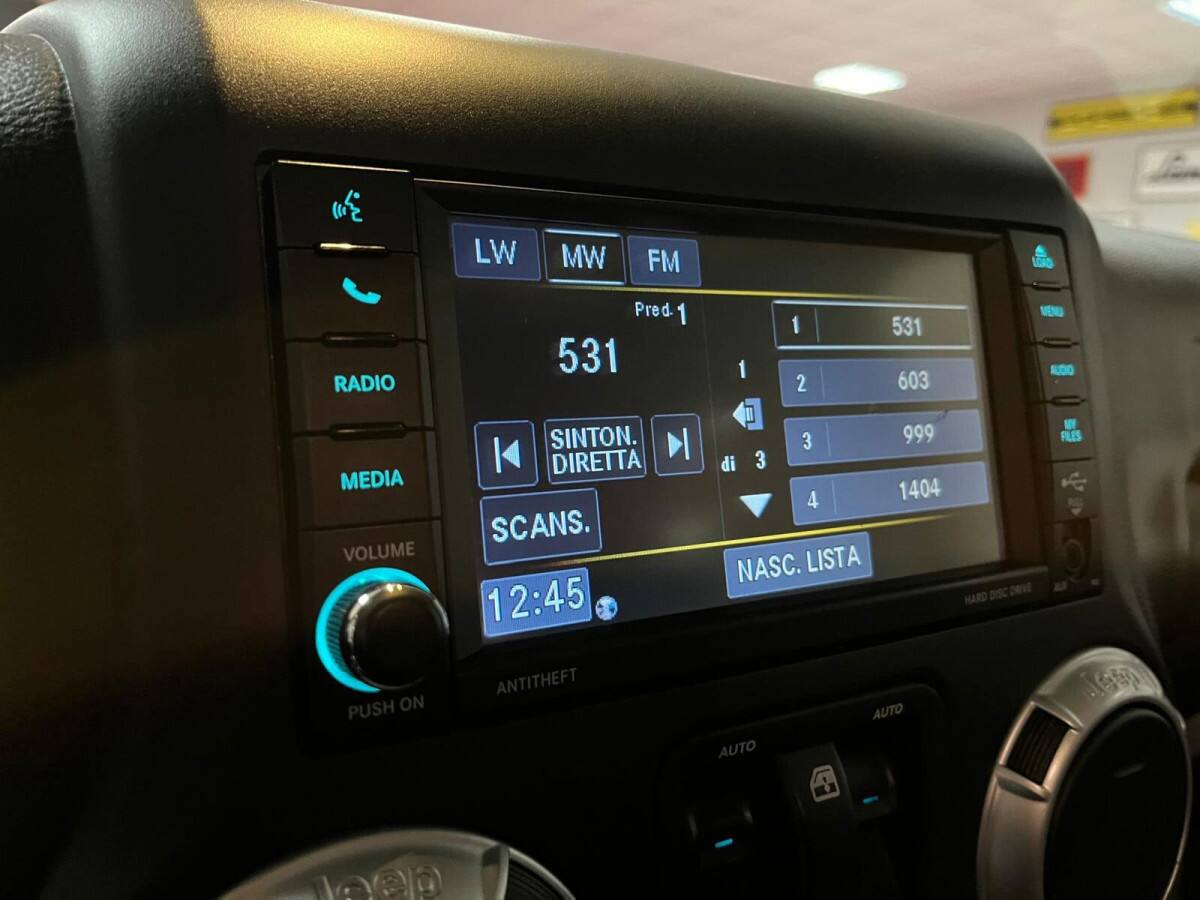 LW MW FM
Pred. 1
531
1 531
2 603
3 999
4 1404
1
di 3
SINTON.
DIRETTA
SCANS.
NASC. LISTA
12:45
RADIO
MEDIA
VOLUME
PUSH ON
ANTITHEFT
HARD DISC DRIVE
LOAD
MENU
AUDIO
MY
FILES
AUX
AUTO
AUTO
Jeep
Jeep